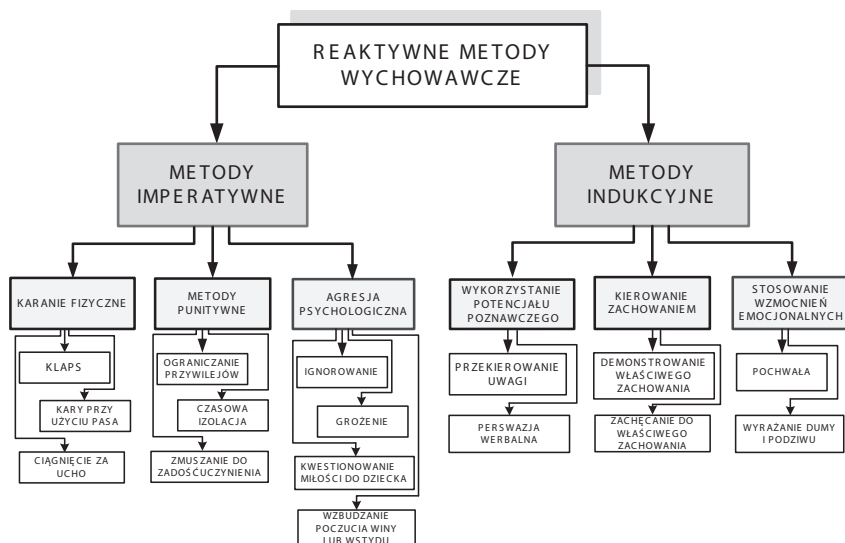 REAKTYWNE METODY
WYCHOWAWCZE
METODY
IMPERATYWNE
METODY
INDUKCYJNE
KARANIE FIZYCZNE
METODY
PUNITYWNE
AGRESJA
PSYCHOLOGICZNA
WYKORZYSTANIE
POTENCJAŁU
POZNAWCZEGO
KIEROWANIE
ZACHOWANIEM
STOSOWANIE
WZMOCNIEŃ
EMOCJONALNYCH
KLAPS
KARY PRZY
UŻYCIU PASA
CIĄGNIĘCIE ZA
UCHO
OGRANICZANIE
PRZYWILEJÓW
CZASOWA
IZOLACJA
ZMUSZANIE DO
ZADOŚĆUCZYNIENIA
IGNOROWANIE
GROŻENIE
KWESTIONOWANIE
MIŁOŚCI DO DZIECKA
WZBUDZANIE
POCZUCIA WINY
LUB WSTYDU
PRZEKIEROWANIE
UWAGI
PERSWAZJA
WERBALNA
DEMONSTROWANIE
WŁAŚCIWEGO
ZACHOWANIA
ZACHĘCANIE DO
WŁAŚCIWEGO
ZACHOWANIA
POCHWAŁA
WYRAŻANIE DUMY
I PODZIWU